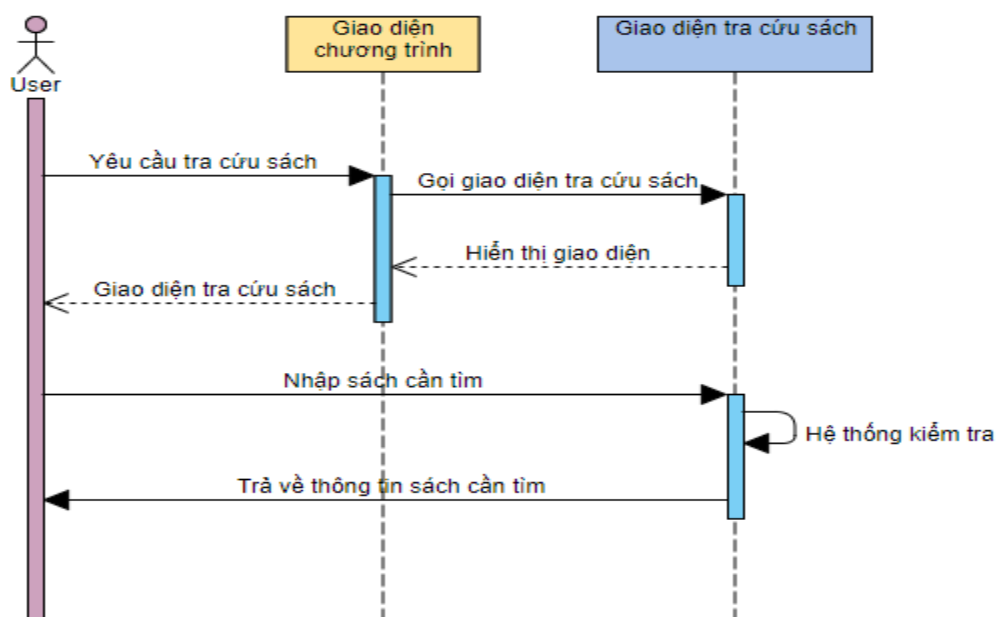 Giao diện
chương trình
Giao diện tra cứu sách
User
Yêu cầu tra cứu sách
Gọi giao diện tra cứu sách
Hiển thị giao diện
Giao diện tra cứu sách
Nhập sách cần tìm
Hệ thống kiểm tra
Trả về thông tin sách cần tìm